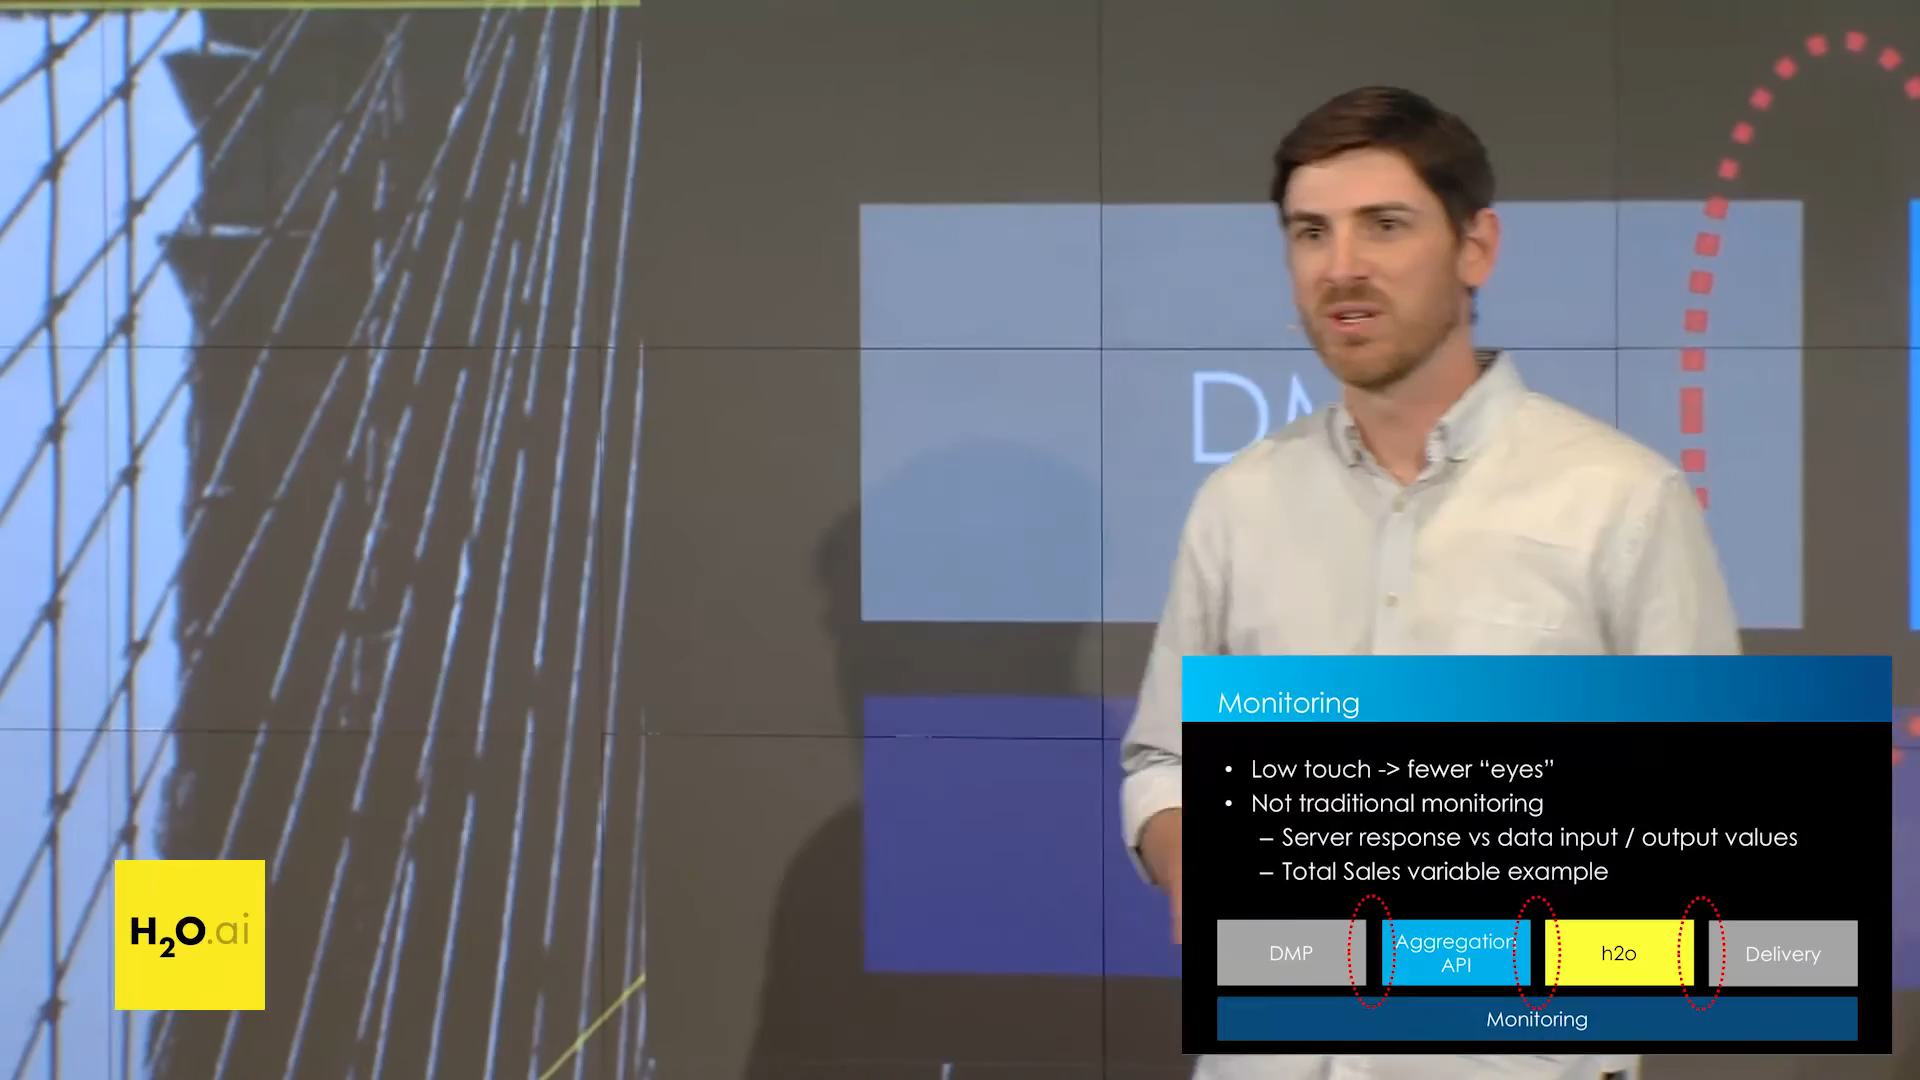 DM
Monitoring
• Low touch -> fewer “eyes”
• Not traditional monitoring
– Server response vs data input / output values
– Total Sales variable example
DMP
Aggregation
API
h2o
Delivery
Monitoring
H2O.ai